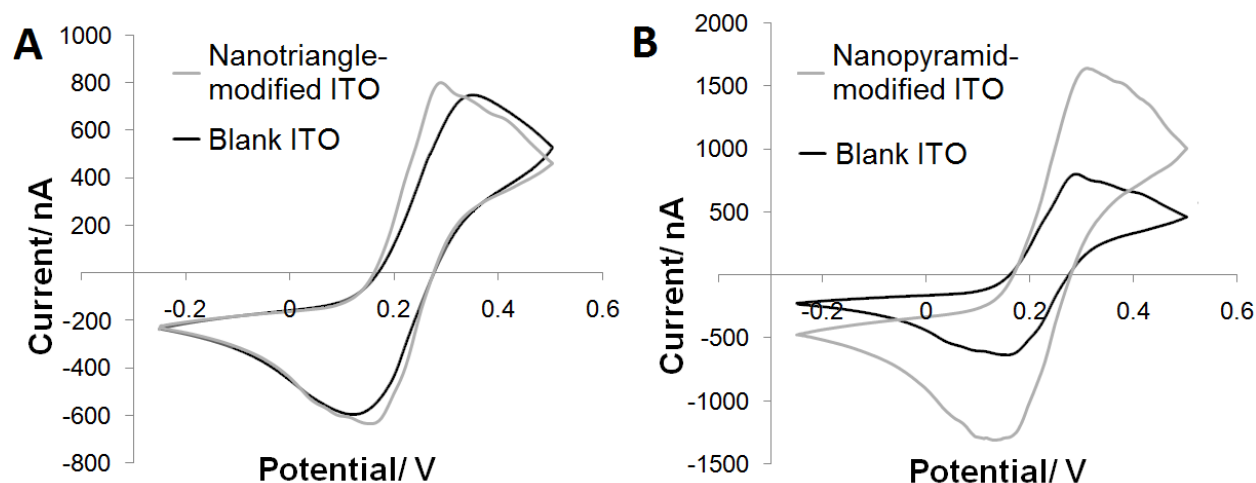 A
1000
800
600
400
200
-200
-400
-600
-800
-0.2
0
0.2
0.4
0.6
Current/ nA
Potential/ V
Nanotriangle-
modified ITO
Blank ITO
B
2000
1500
1000
500
-500
-1000
-1500
-0.2
0
0.2
0.4
0.6
Current/ nA
Potential/ V
Nanopyramid-
modified ITO
Blank ITO